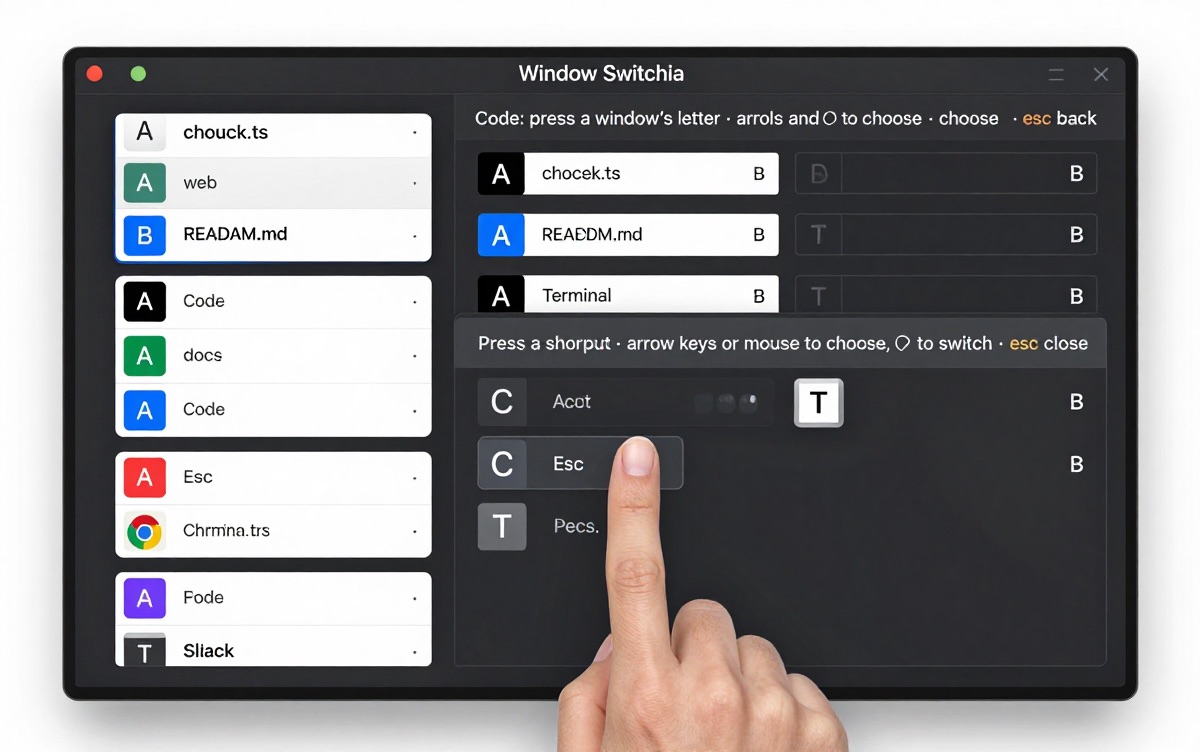 Window Switchia
A chouck.ts
A web
B READAM.md
A Code
A docs
A Code
A Esc
Chrmina.trs
A Fode
T Sliack
Code: press a window's letter · arrols and to choose · choose · esc back
A chocek.ts B
B
A READM.md B
T B
A Terminal B
T B
Press a shorput · arrow keys or mouse to choose, to switch · esc close
C Acot T B
C Esc B
T Pecs.